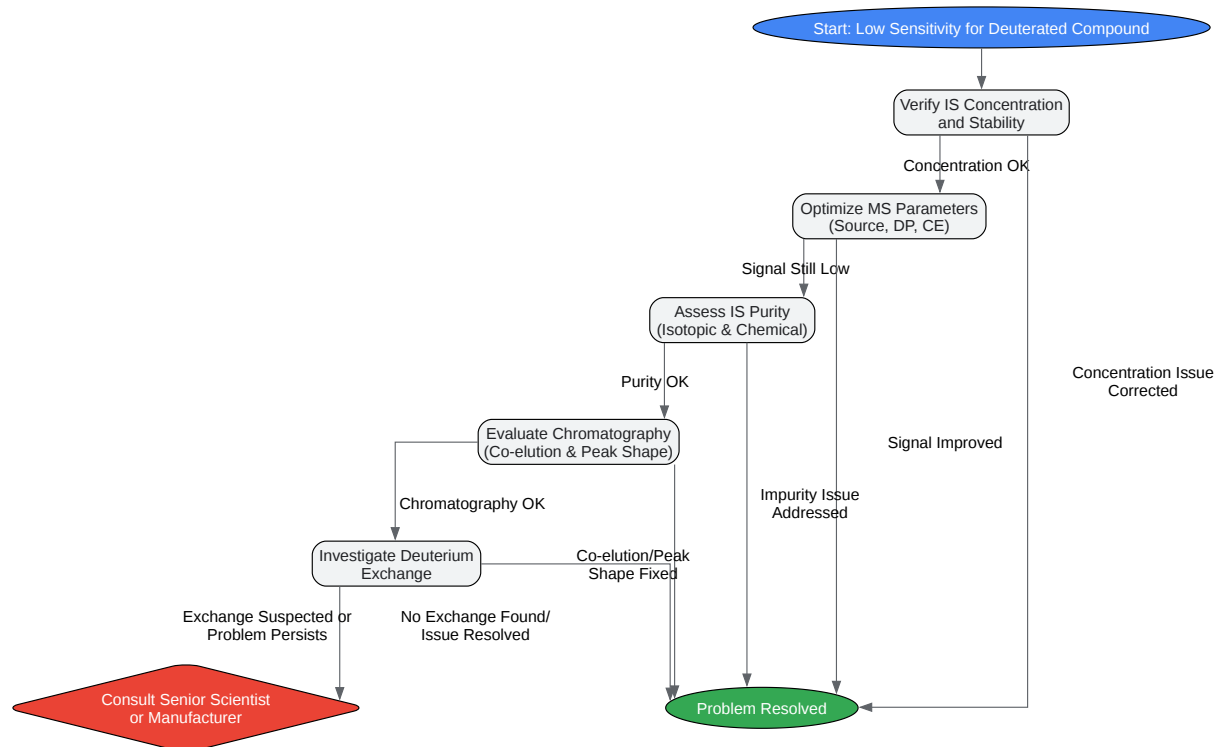 Start: Low Sensitivity for Deuterated Compound
Verify IS Concentration
and Stability
Concentration OK
Optimize MS Parameters
(Source, DP, CE)
Signal Still Low
Assess IS Purity
(Isotopic & Chemical)
Concentration Issue
Corrected
Purity OK
Evaluate Chromatography
(Co-elution & Peak Shape)
Signal Improved
Impurity Issue
Addressed
Chromatography OK
Investigate Deuterium
Exchange
Co-elution/Peak
Shape Fixed
Exchange Suspected or
Problem Persists
No Exchange Found/
Issue Resolved
Consult Senior Scientist
or Manufacturer
Problem Resolved